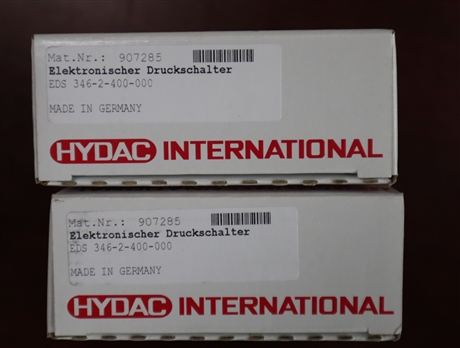 Mat.Nr.: 907285
Elektronischer Druckschalter
EDS 346-2-400-000
MADE IN GERMANY
HYDAC INTERNATIONAL
Mat.Nr.: 907285
Elektronischer Druckschalter
EDS 346-2-400-000
MADE IN GERMANY
HYDAC INTERNATIONAL